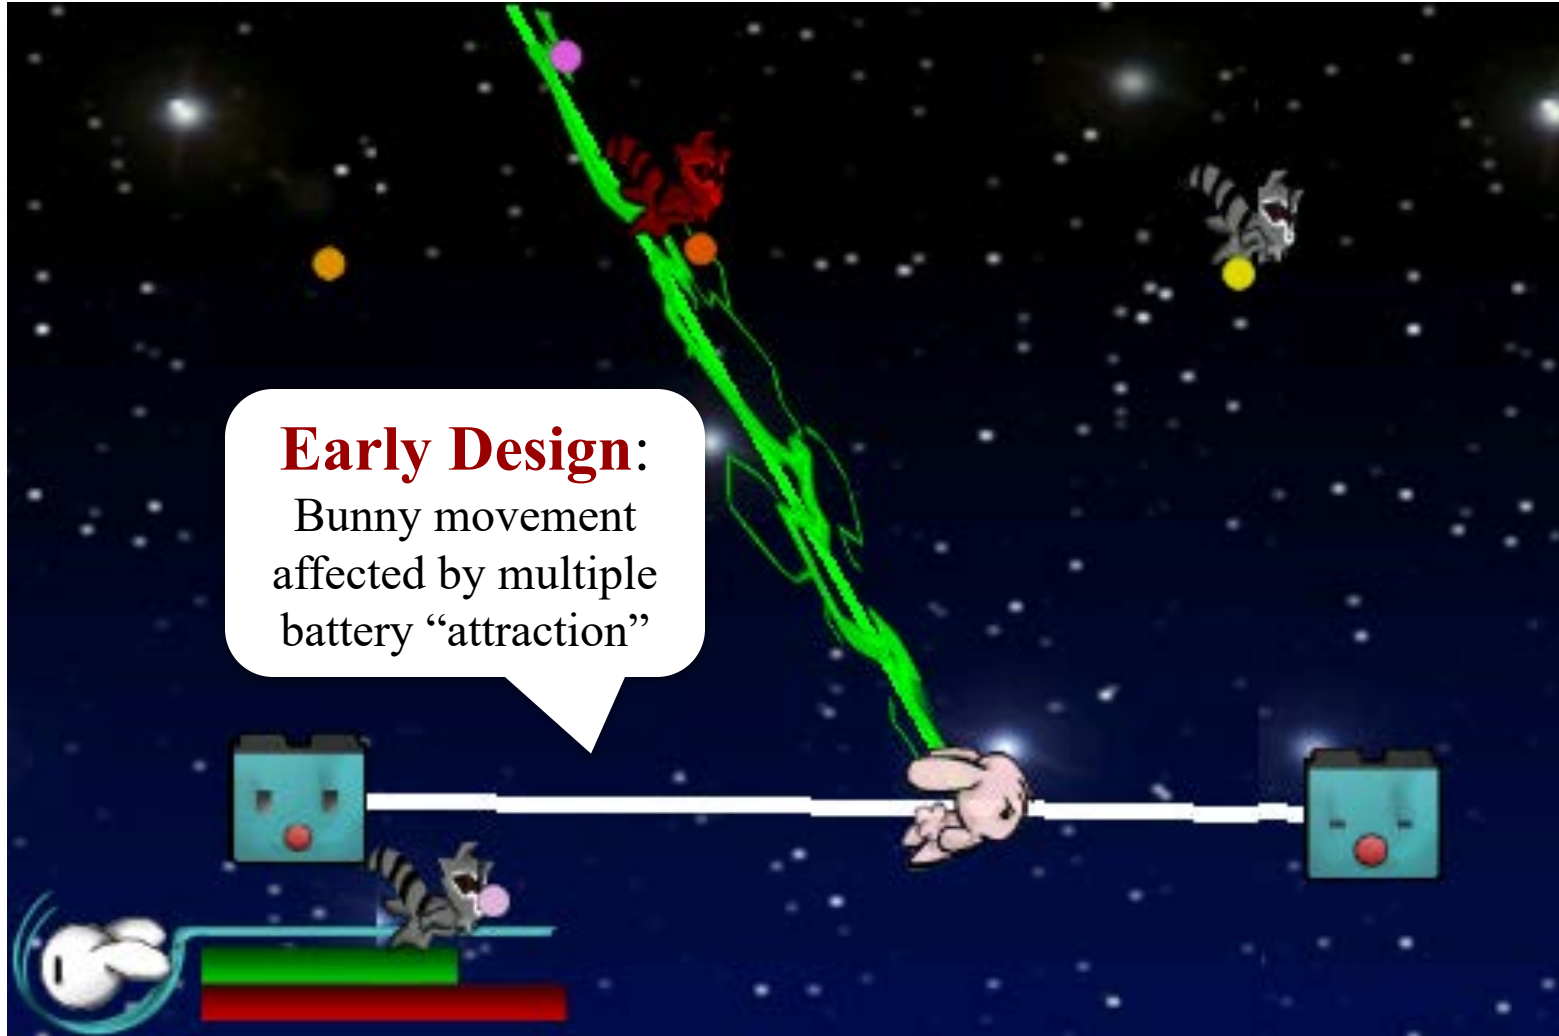 Early Design:
Bunny movement
affected by multiple
battery “attraction”